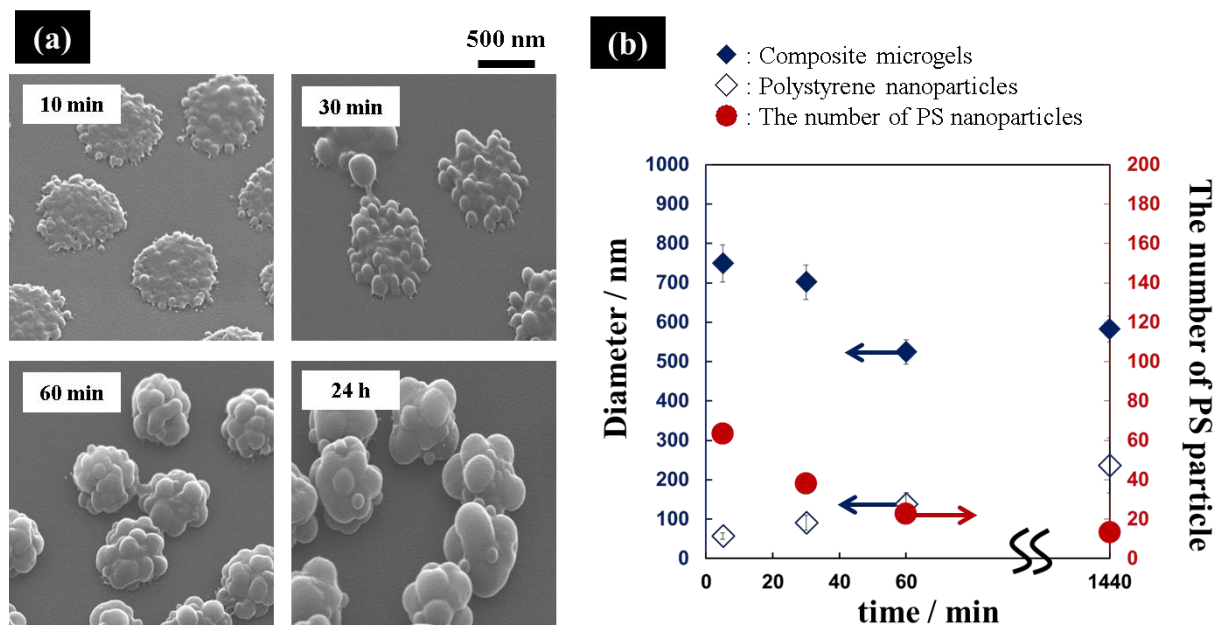 (a)
500 nm
10 min
30 min
60 min
24 h
(b)
: Composite microgels
: Polystyrene nanoparticles
: The number of PS nanoparticles
1000
900
800
700
600
500
400
300
200
100
0
Diameter / nm
200
180
160
140
120
100
80
60
40
20
0
The number of PS particle
0 20 40 60 1440
time / min